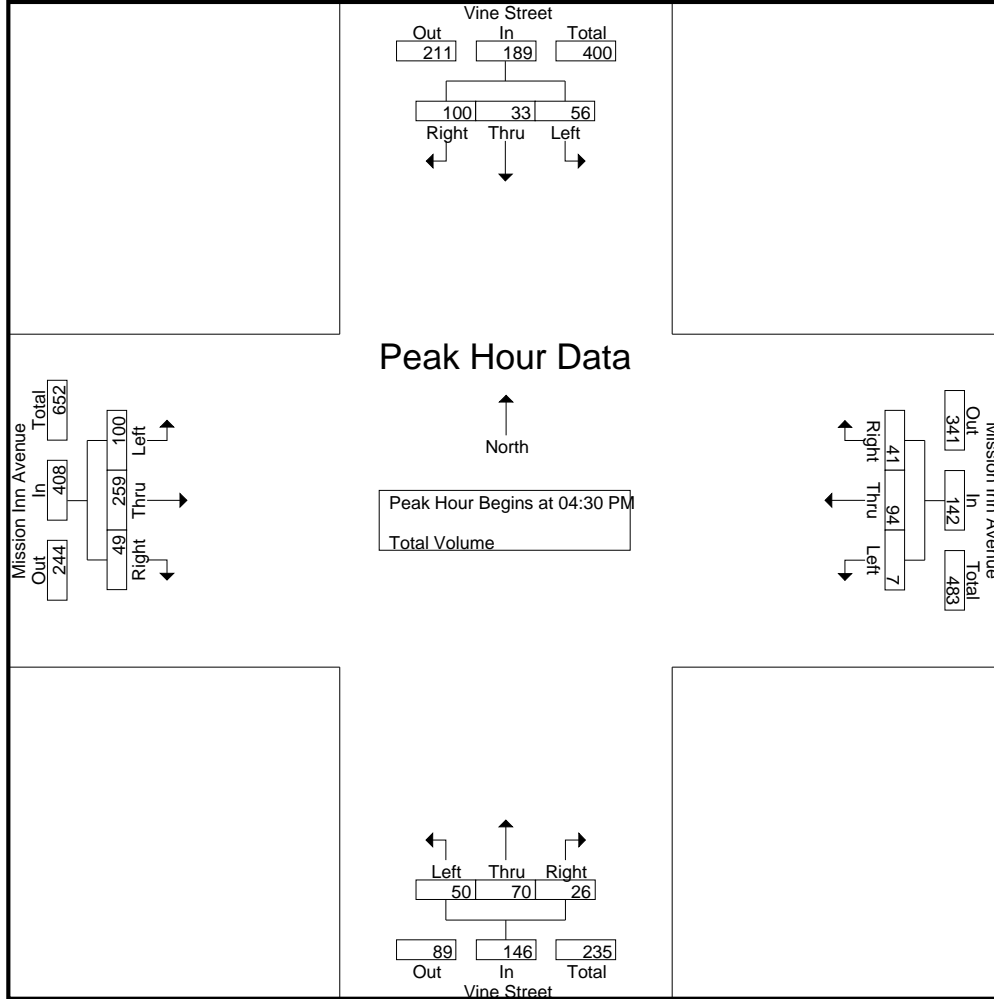 Vine Street
Out In Total
211 189 400
100 33 56
Right Thru Left
Peak Hour Data
North
Peak Hour Begins at 04:30 PM
Total Volume
Mission Inn Avenue
Total In Out
652 408 244
100 259 49
Left Thru Right
Mission Inn Avenue
Out In Total
341 142 483
41 94 7
Right Thru Left
Left Thru Right
50 70 26
89 146 235
Out In Total
Vine Street